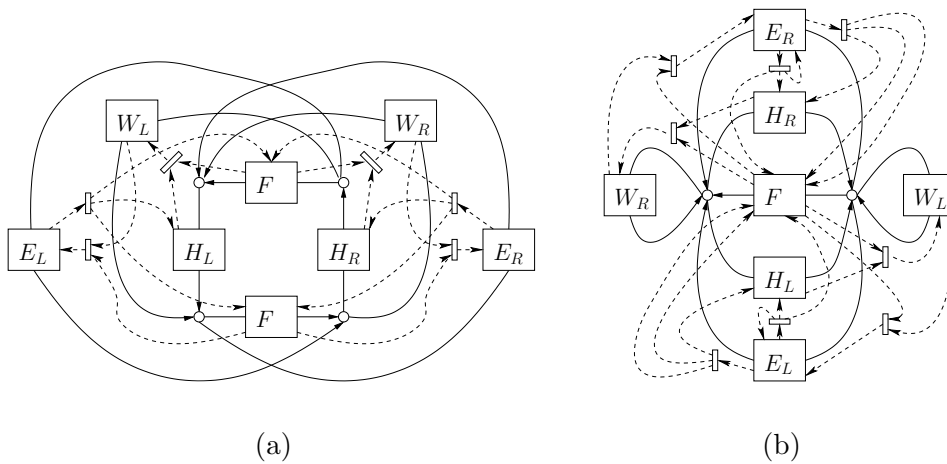 W_L W_R
F
E_L H_L H_R E_R
F
(a)
E_R
H_R
W_R F W_L
H_L
E_L
(b)